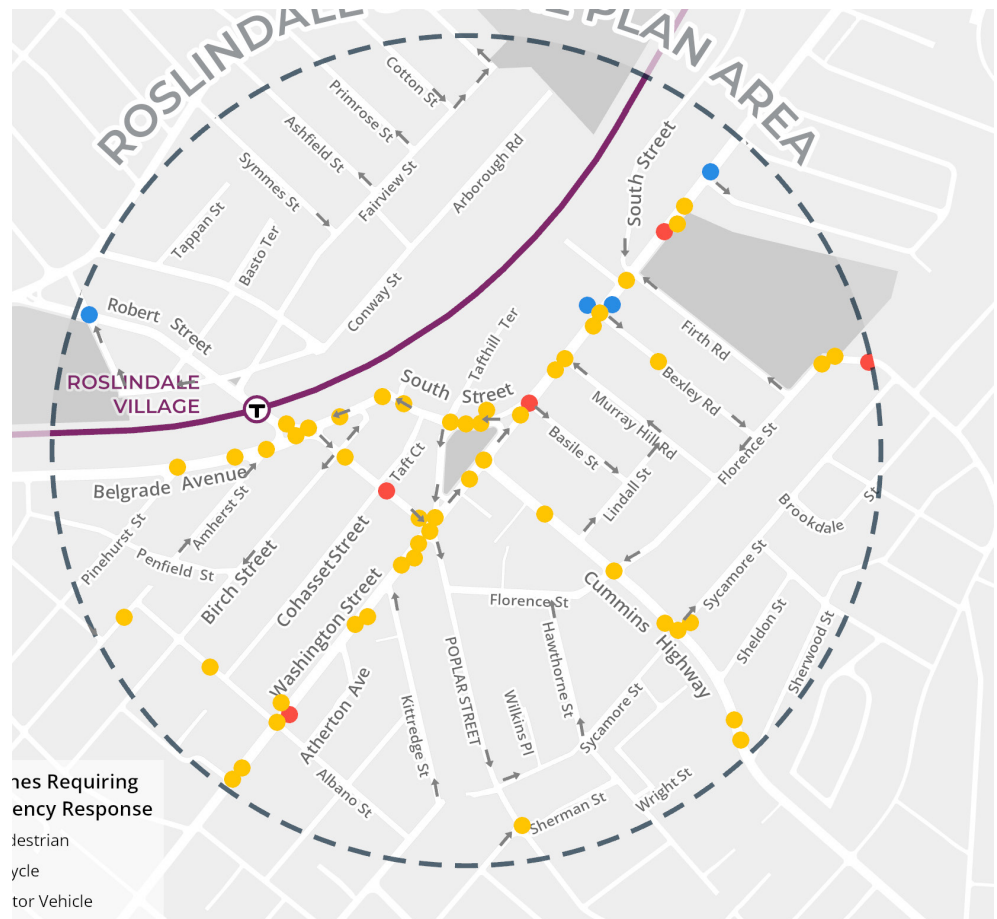 ROSLINDALE
PLAN AREA
Cotton St
Primrose St
Ashfield St
Fairview St
Symmes St
Arborough Rd
South Street
Tappan St
Basto Ter
Conway St
Robert Street
Tafthill Ter
Firth Rd
ROSLINDALE
VILLAGE
T
South Street
Bexley Rd
Murray Hill Rd
Basile St
Florence St
Taft Ct
Lindall St
Belgrade Avenue
Amherst St
Brookdale St
Pinehurst St
Penfield St
Birch Street
Cohasset Street
Washington Street
Florence St
Cummins Highway
Sycamore St
Sheldon St
Sherwood St
Hawthorne St
POPLAR STREET
Atherton Ave
Kittredge St
Wilkins Pl
Sycamore St
Albano St
Wright St
Sherman St
nes Requiring
ency Response
destrian
ycle
tor Vehicle